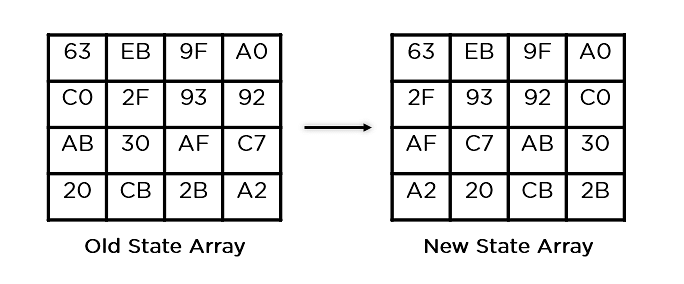 63 EB 9F A0 63 EB 9F A0
C0 2F 93 92 2F 93 92 C0
AB 30 AF C7 AF C7 AB 30
20 CB 2B A2 A2 20 CB 2B
Old State Array New State Array